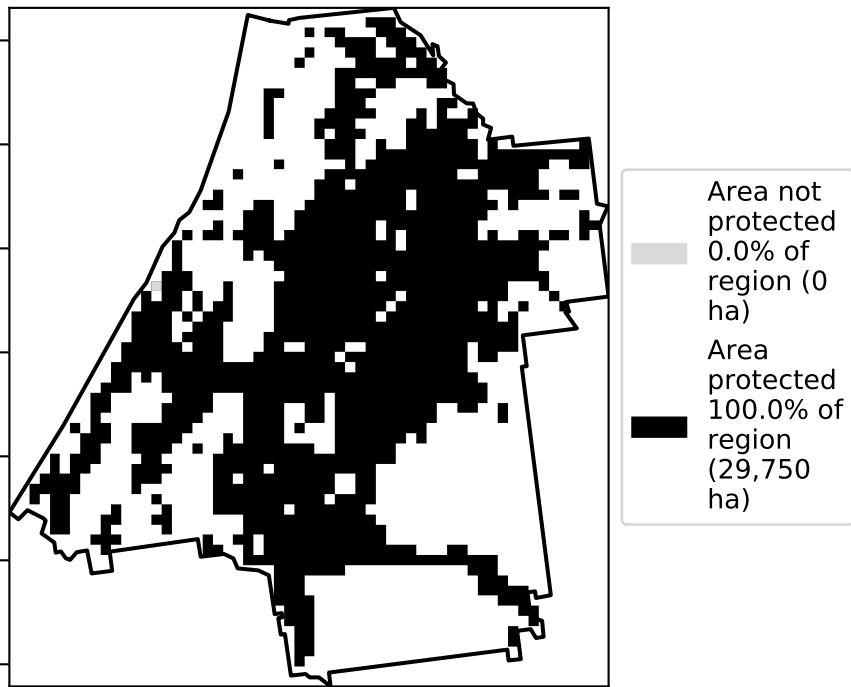 Area not
protected
0.0% of
region (0
ha)
Area
protected
100.0% of
region
(29,750
ha)